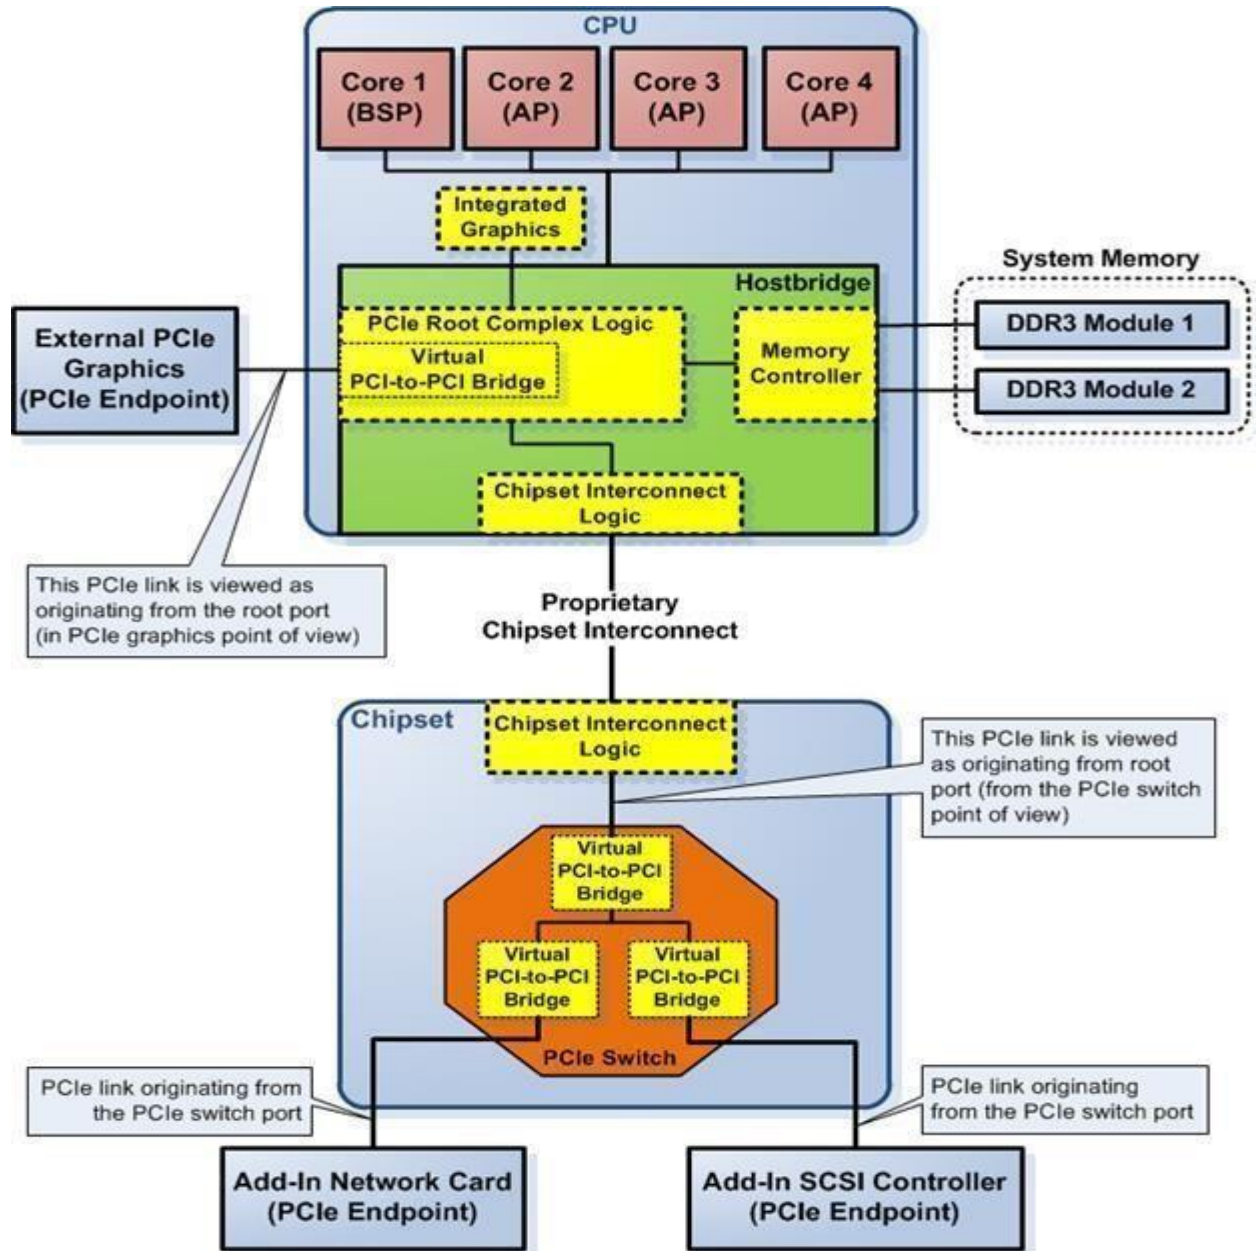 CPU
Core 1
(BSP)
Core 2
(AP)
Core 3
(AP)
Core 4
(AP)
Integrated
Graphics
Hostbridge
PCIe Root Complex Logic
Virtual
PCI-to-PCI Bridge
Memory
Controller
System Memory
DDR3 Module 1
DDR3 Module 2
External PCIe
Graphics
(PCIe Endpoint)
Chipset Interconnect
Logic
This PCIe link is viewed as
originating from the root port
(in PCIe graphics point of view)
Proprietary
Chipset Interconnect
Chipset
Chipset Interconnect
Logic
This PCIe link is viewed
as originating from root
port (from the PCIe switch
point of view)
Virtual
PCI-to-PCI
Bridge
Virtual
PCI-to-PCI
Bridge
Virtual
PCI-to-PCI
Bridge
PCIe Switch
PCIe link originating from
the PCIe switch port
PCIe link originating
from the PCIe switch port
Add-In Network Card
(PCIe Endpoint)
Add-In SCSI Controller
(PCIe Endpoint)